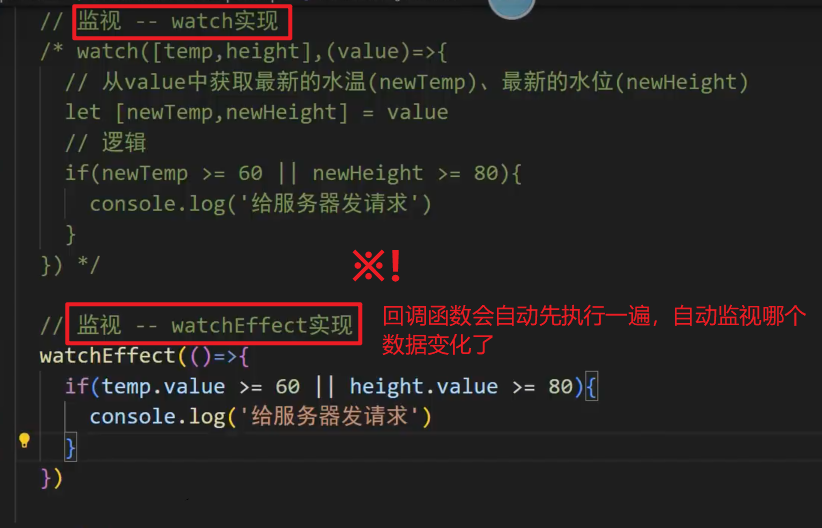 // 监视 -- watch实现
/* watch([temp,height],(value)=>{
// 从value中获取最新的水温(newTemp)、最新的水位(newHeight)
let [newTemp,newHeight] = value
// 逻辑
if(newTemp >= 60 || newHeight >= 80){
console.log('给服务器发请求')
}
}) */
※!
// 监视 -- watchEffect实现
回调函数会自动先执行一遍，自动监视哪个
数据变化了
watchEffect(()=>{
if(temp.value >= 60 || height.value >= 80){
console.log('给服务器发请求')
}
})